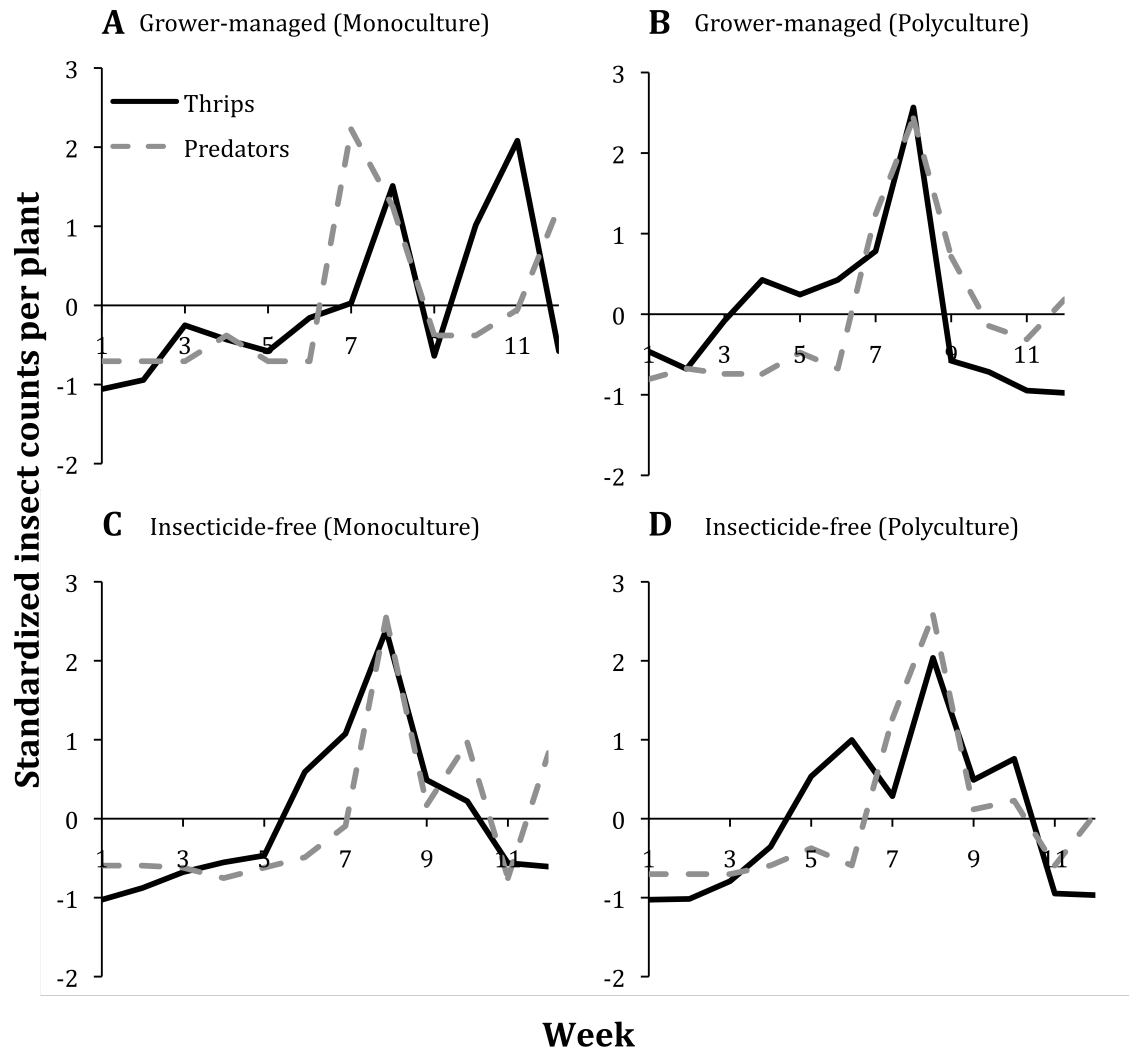 A Grower-managed (Monoculture)
3
2
1
0
-1
-2
1 3 5 7 9 11
Thrips
Predators
B Grower-managed (Polyculture)
3
2
1
0
-1
-2
1 3 5 7 9 11
Standardized insect counts per plant
C Insecticide-free (Monoculture)
3
2
1
0
-1
-2
1 3 5 7 9 11
D Insecticide-free (Polyculture)
3
2
1
0
-1
-2
1 3 5 7 9 11
Week